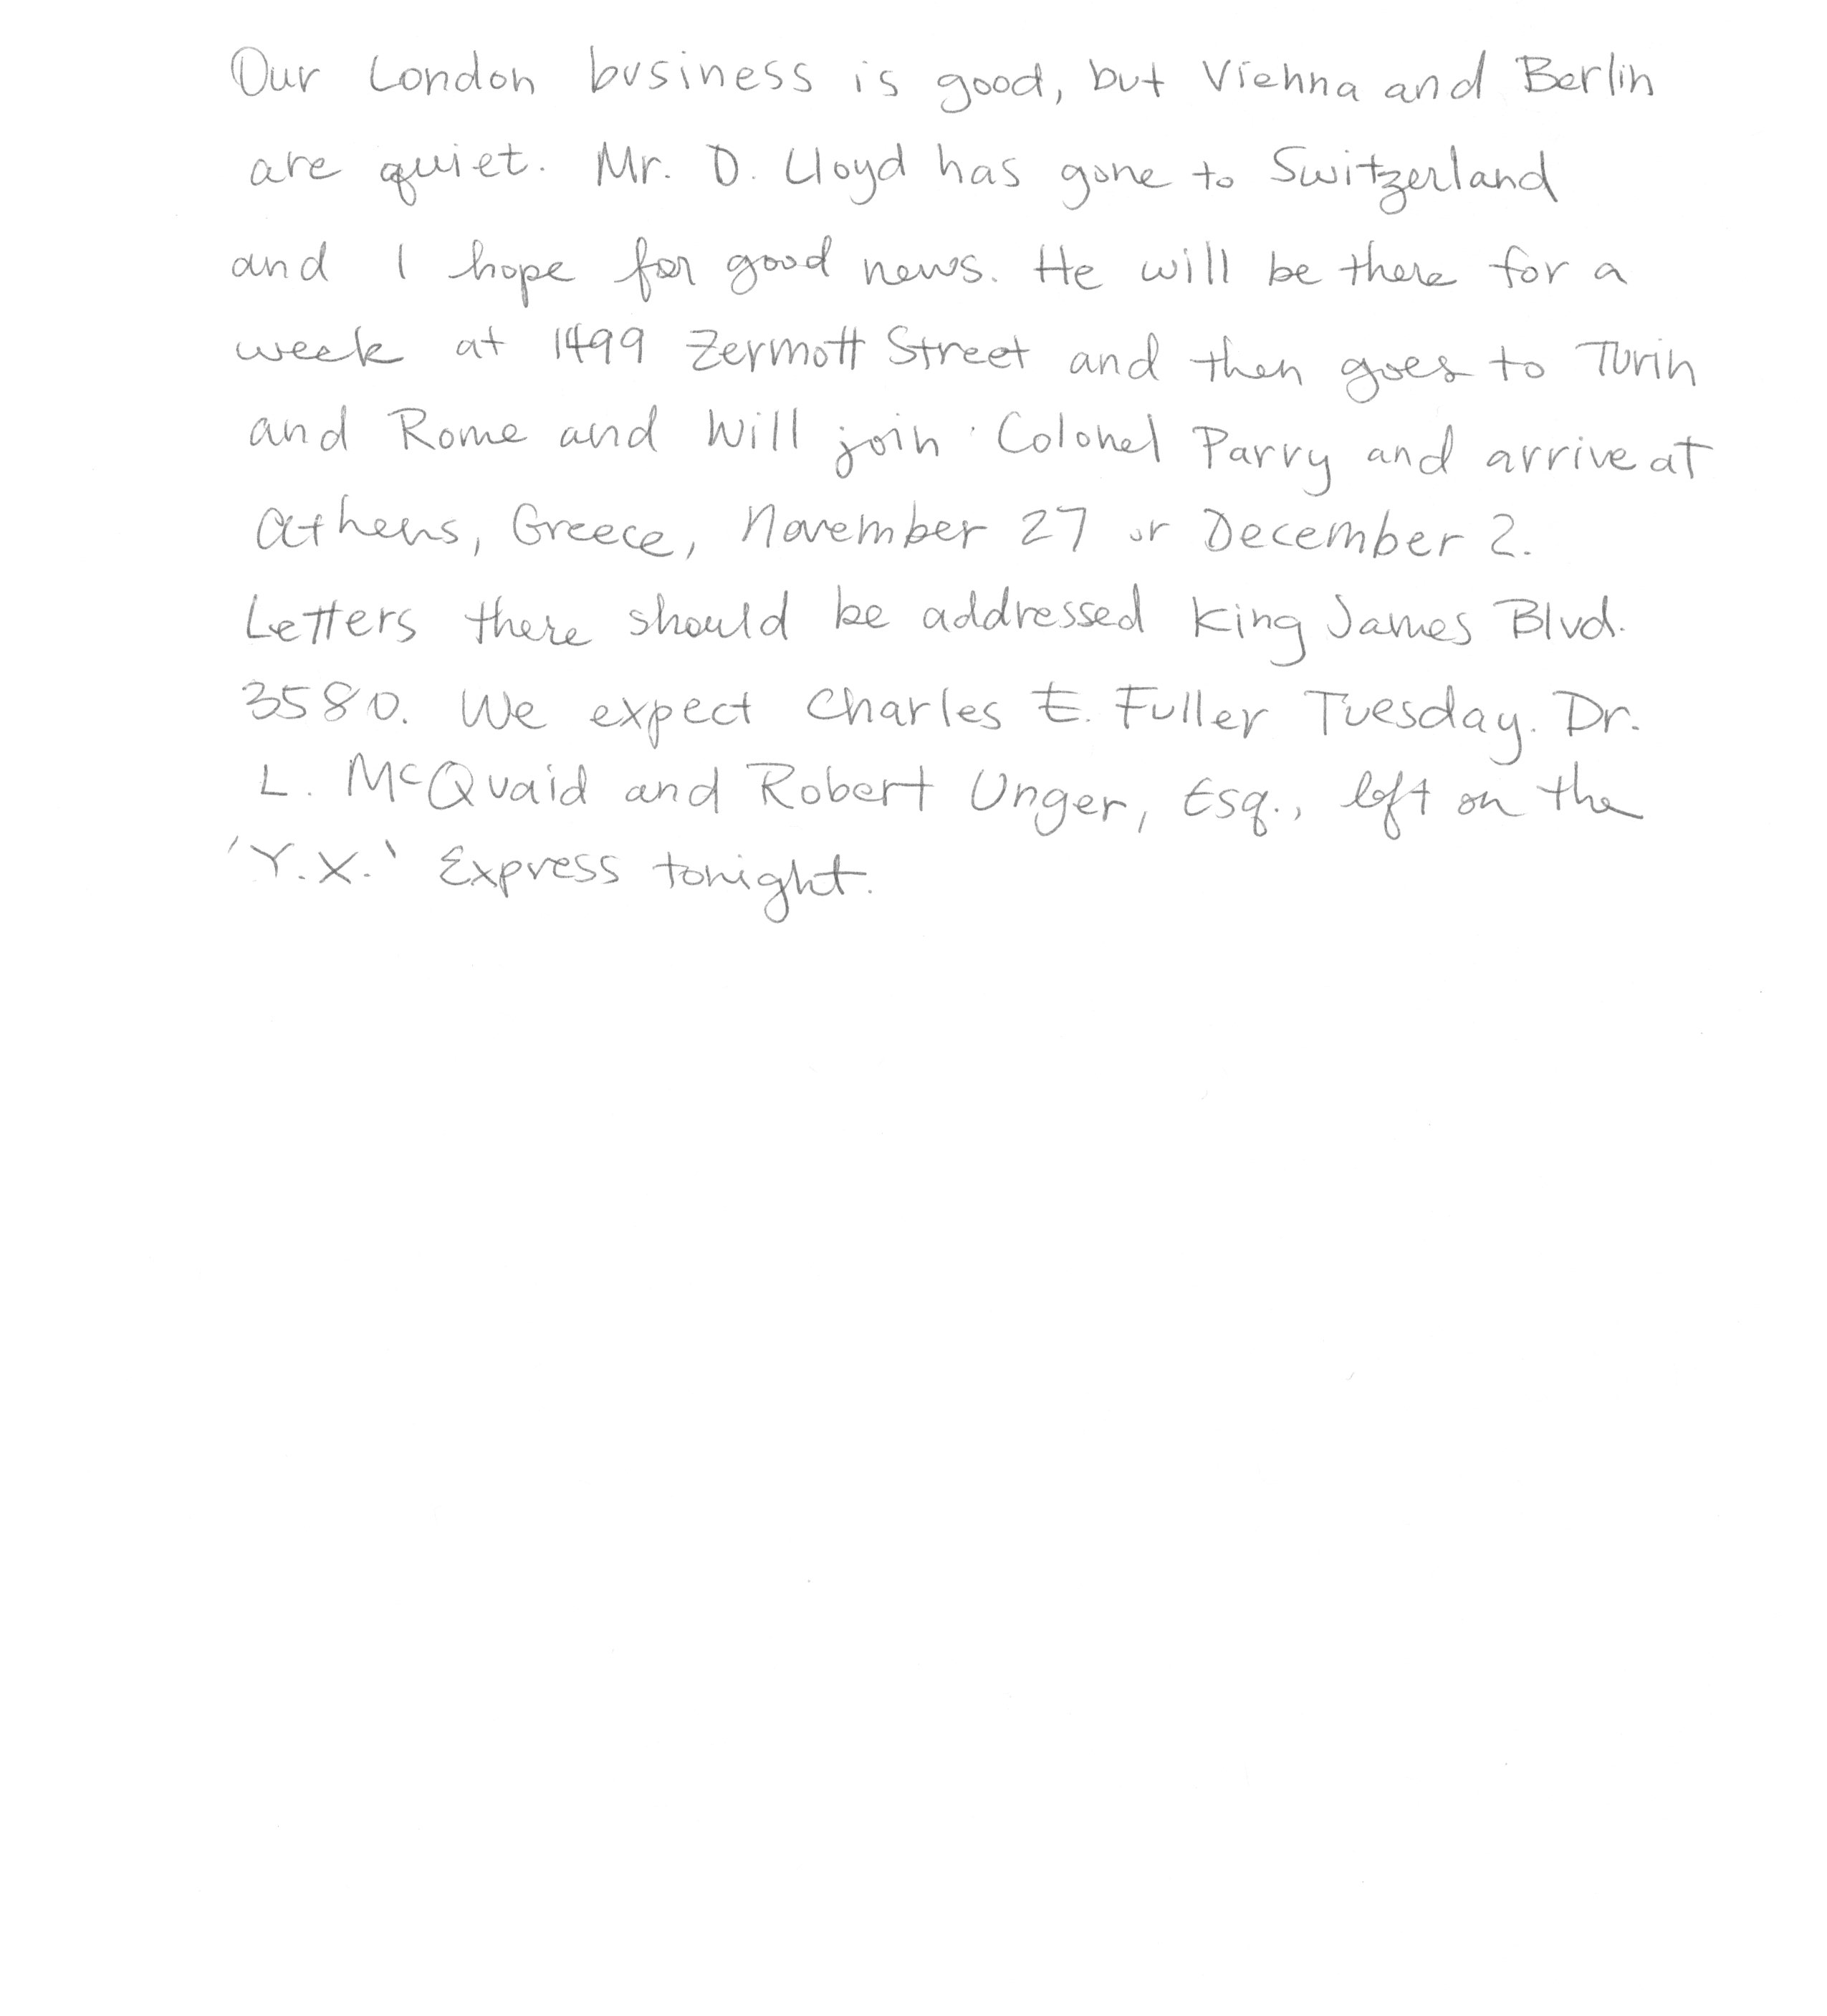 Our London business is good, but Vienna and Berlin
are quiet. Mr. D. Lloyd has gone to Switzerland
and I hope for good news. He will be there for a
week at 1499 Zermott Street and then goes to Turin
and Rome and will join Colonel Parry and arrive at
Athens, Greece, November 27 or December 2.
Letters there should be addressed King James Blvd.
3580. We expect Charles E. Fuller Tuesday. Dr.
L. McQuaid and Robert Unger, Esq., left on the
'Y.X.' Express tonight.